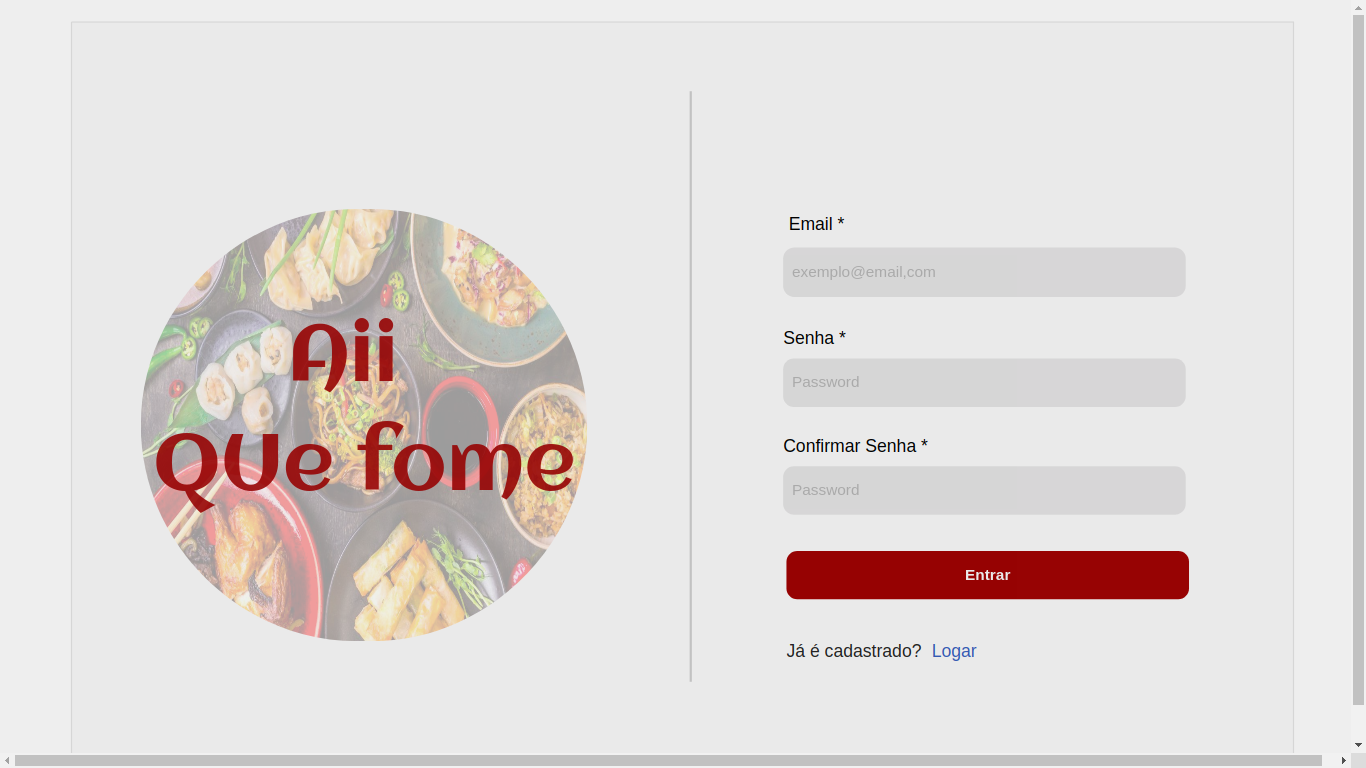 Aii
QUe fome
Email *
exemplo@email,com
Senha *
Password
Confirmar Senha *
Password
Entrar
Já é cadastrado? Logar